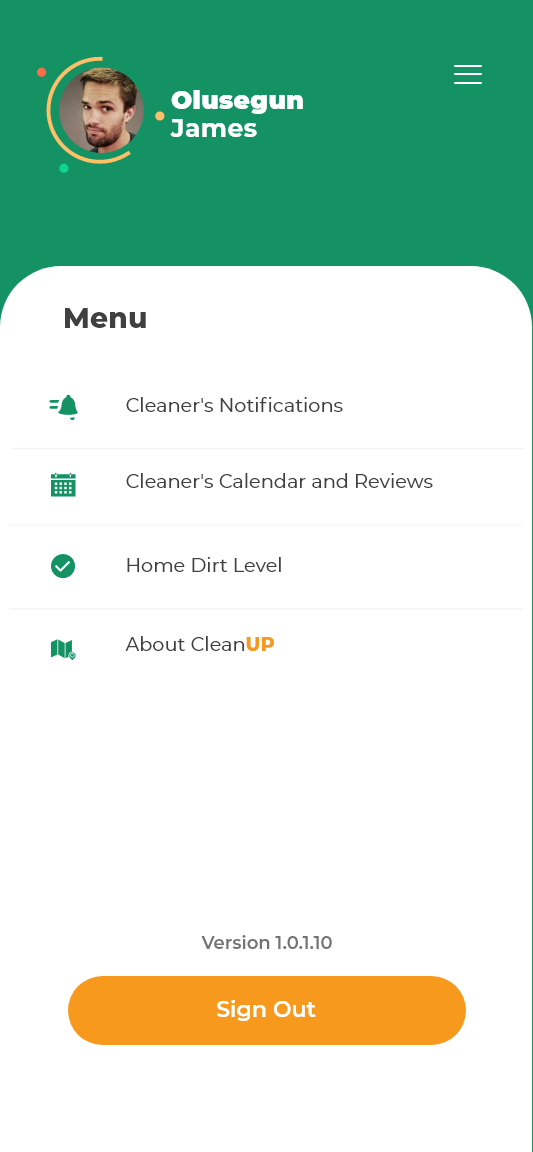 Olusegun
James
Menu
Cleaner's Notifications
Cleaner's Calendar and Reviews
Home Dirt Level
About CleanUP
Version 1.0.1.10
Sign Out